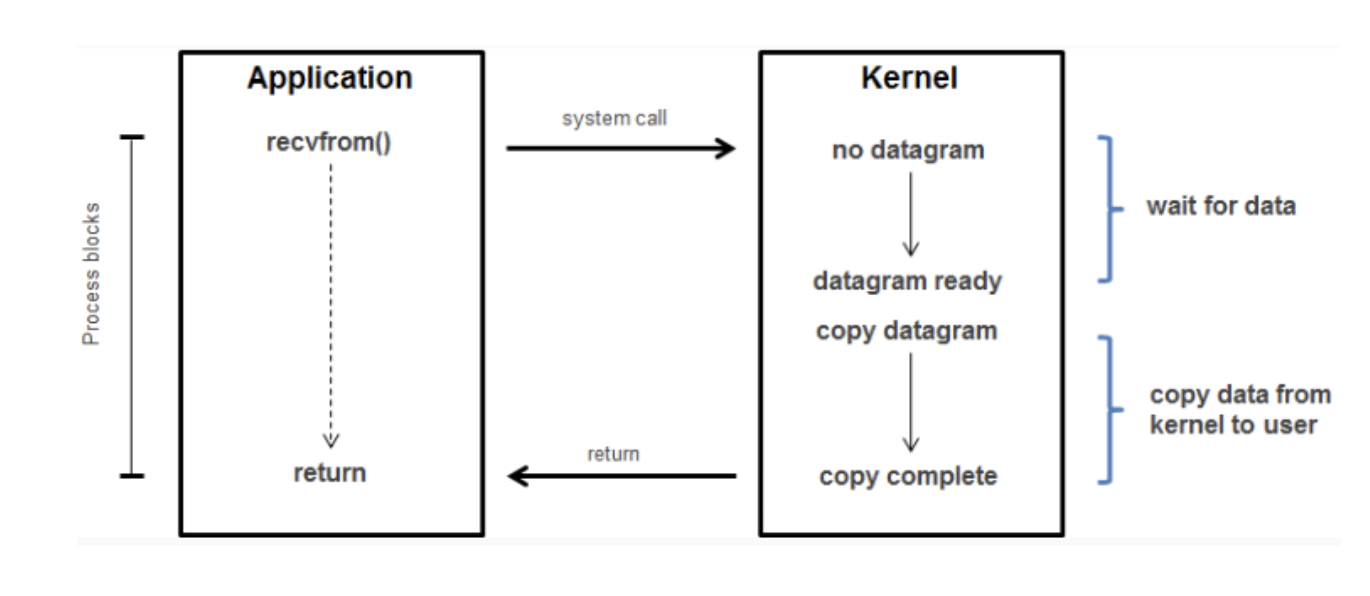 Application
Kernel
Process blocks
recvfrom()
system call
no datagram
wait for data
datagram ready
copy datagram
copy data from
kernel to user
return
return
copy complete